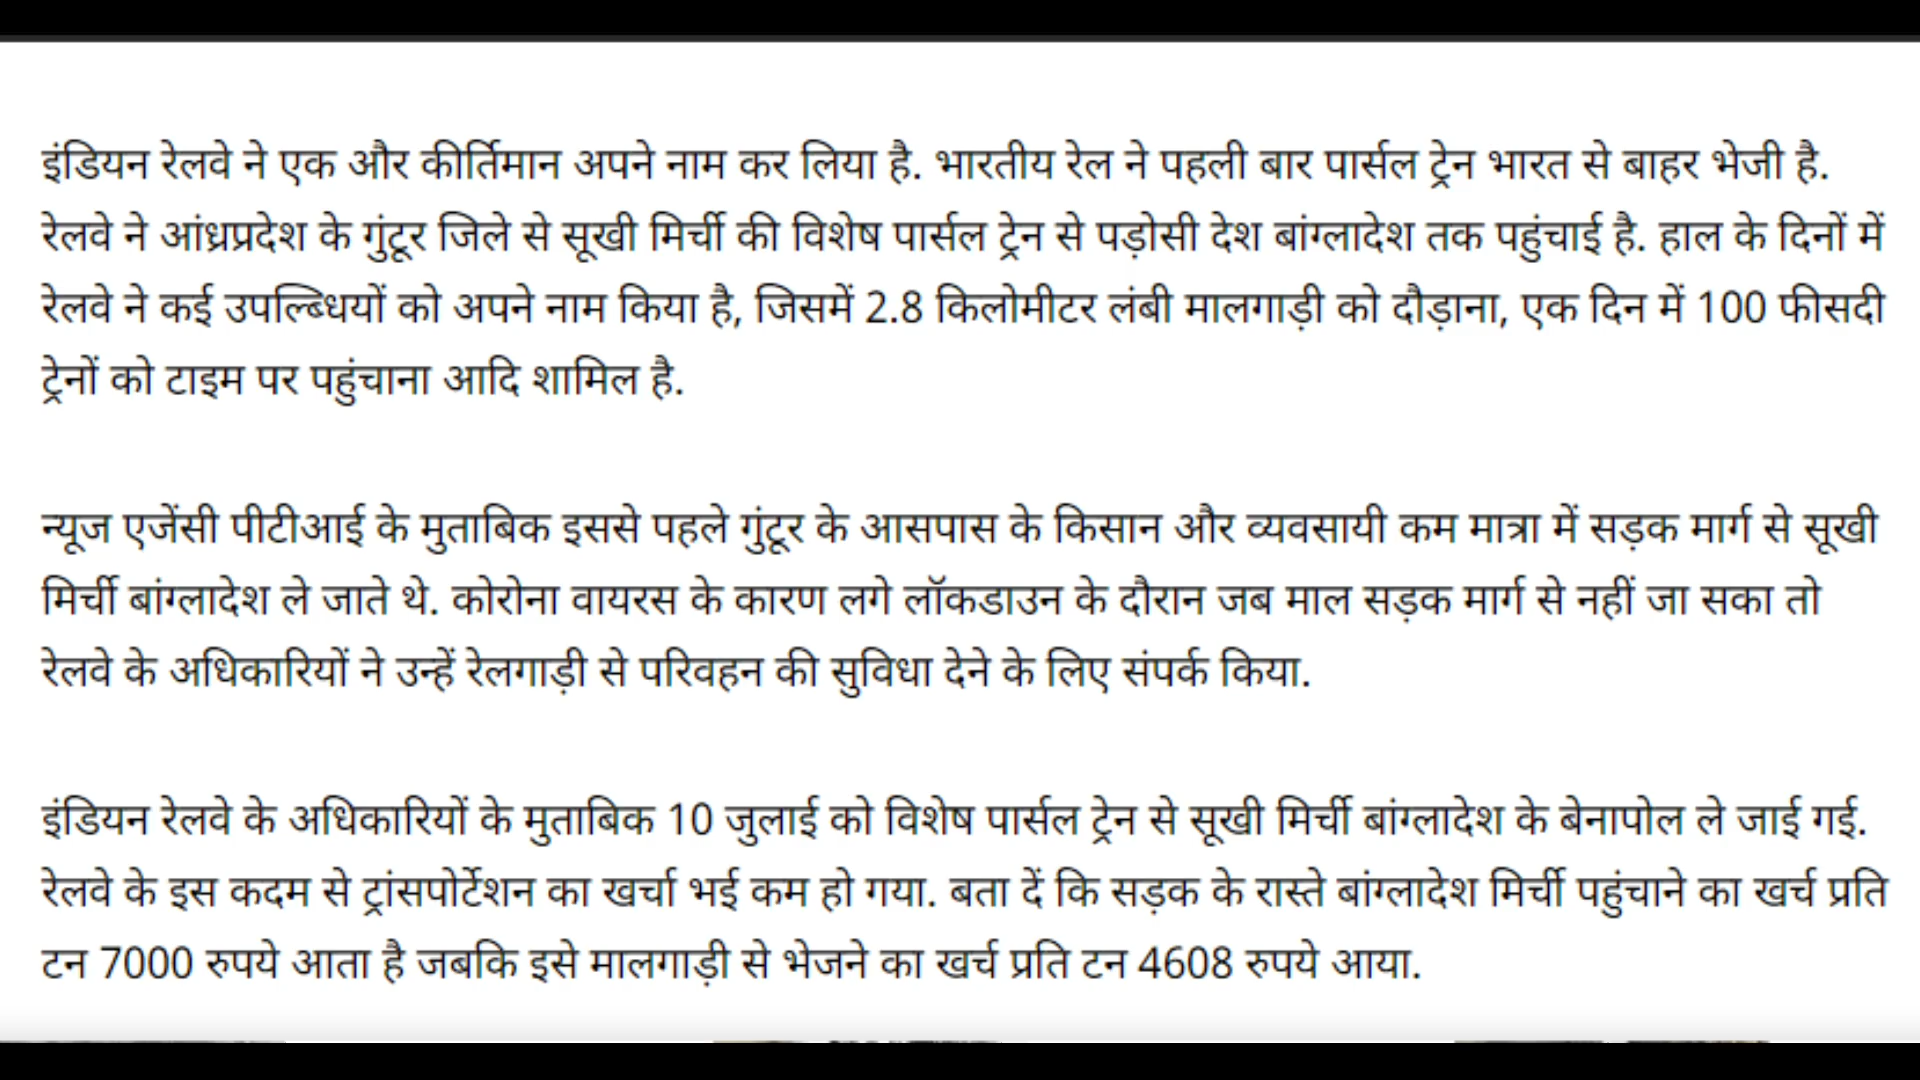 इंडियन रेलवे ने एक और कीर्तिमान अपने नाम कर लिया है. भारतीय रेल ने पहली बार पार्सल ट्रेन भारत से बाहर भेजी है.
रेलवे ने आंध्रप्रदेश के गुंटूर जिले से सूखी मिर्ची की विशेष पार्सल ट्रेन से पड़ोसी देश बांग्लादेश तक पहुंचाई है. हाल के दिनों में
रेलवे ने कई उपल्ब्धियों को अपने नाम किया है, जिसमें 2.8 किलोमीटर लंबी मालगाड़ी को दौड़ाना, एक दिन में 100 फीसदी
ट्रेनों को टाइम पर पहुंचाना आदि शामिल है.
न्यूज एजेंसी पीटीआई के मुताबिक इससे पहले गुंटूर के आसपास के किसान और व्यवसायी कम मात्रा में सड़क मार्ग से सूखी
मिर्ची बांग्लादेश ले जाते थे. कोरोना वायरस के कारण लगे लॉकडाउन के दौरान जब माल सड़क मार्ग से नहीं जा सका तो
रेलवे के अधिकारियों ने उन्हें रेलगाड़ी से परिवहन की सुविधा देने के लिए संपर्क किया.
इंडियन रेलवे के अधिकारियों के मुताबिक 10 जुलाई को विशेष पार्सल ट्रेन से सूखी मिर्ची बांग्लादेश के बेनापोल ले जाई गई.
रेलवे के इस कदम से ट्रांसपोर्टेशन का खर्चा भई कम हो गया. बता दें कि सड़क के रास्ते बांग्लादेश मिर्ची पहुंचाने का खर्च प्रति
टन 7000 रुपये आता है जबकि इसे मालगाड़ी से भेजने का खर्च प्रति टन 4608 रुपये आया.